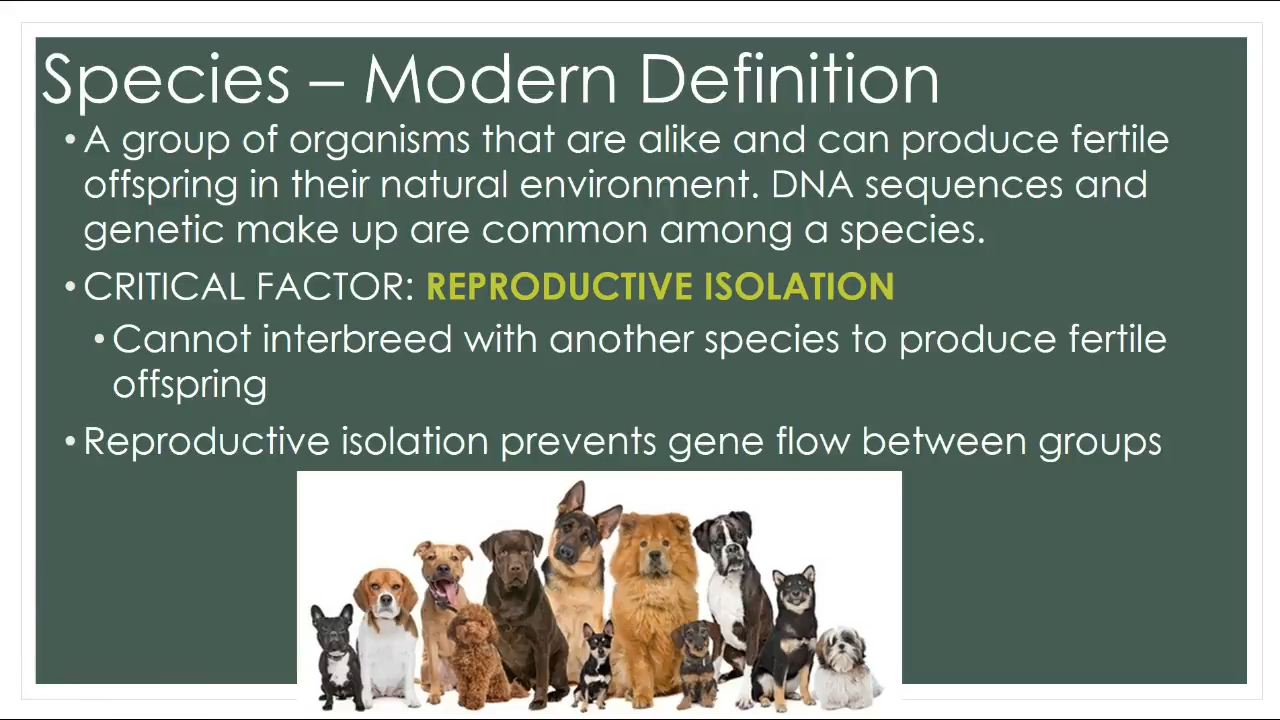 Species – Modern Definition
• A group of organisms that are alike and can produce fertile
offspring in their natural environment. DNA sequences and
genetic make up are common among a species.
• CRITICAL FACTOR: REPRODUCTIVE ISOLATION
• Cannot interbreed with another species to produce fertile
offspring
• Reproductive isolation prevents gene flow between groups